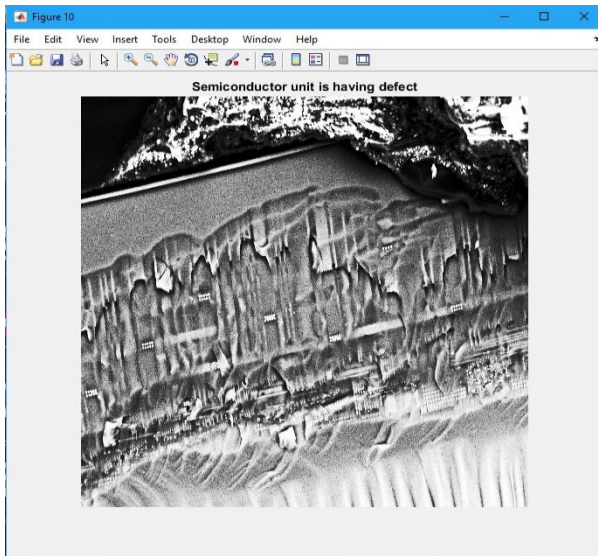 Figure 10
File Edit View Insert Tools Desktop Window Help
Semiconductor unit is having defect